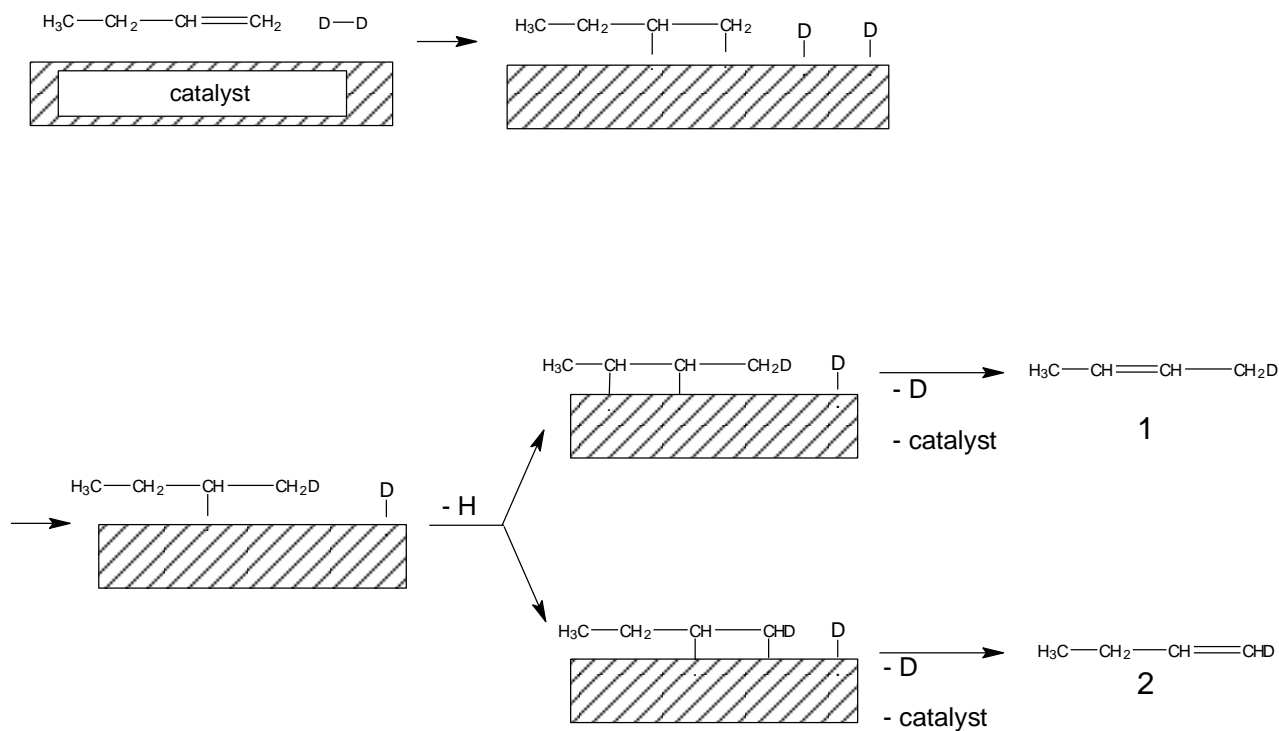 H₃C—CH₂—CH=CH₂ D—D
catalyst
H₃C—CH₂—CH—CH₂ D D
H₃C—CH₂—CH—CH₂D D
- H
H₃C—CH—CH—CH₂D D
- D
- catalyst
H₃C—CH=CH—CH₂D
1
H₃C—CH₂—CH—CHD D
- D
- catalyst
H₃C—CH₂—CH=CHD
2